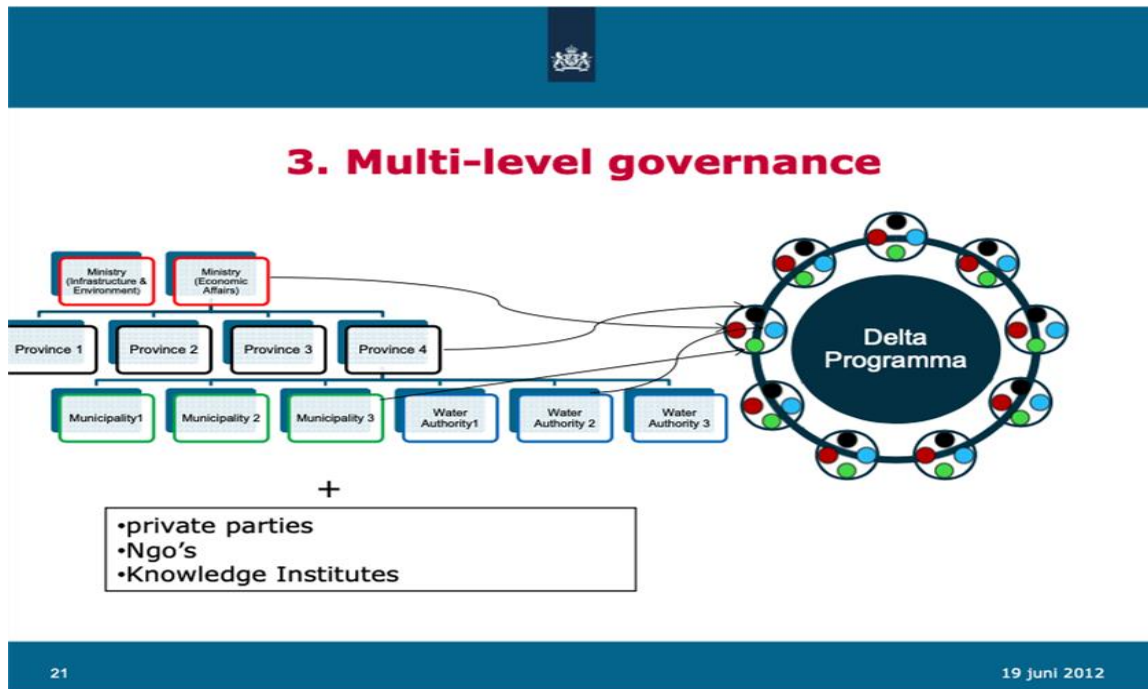 3. Multi-level governance
Ministry
(Infrastructure &
Environment)
Ministry
(Economic
Affairs)
Province 1
Province 2
Province 3
Province 4
Municipality1
Municipality 2
Municipality 3
Water
Authority1
Water
Authority 2
Water
Authority 3
Delta
Programma
+
•private parties
•Ngo's
•Knowledge Institutes
21
19 juni 2012